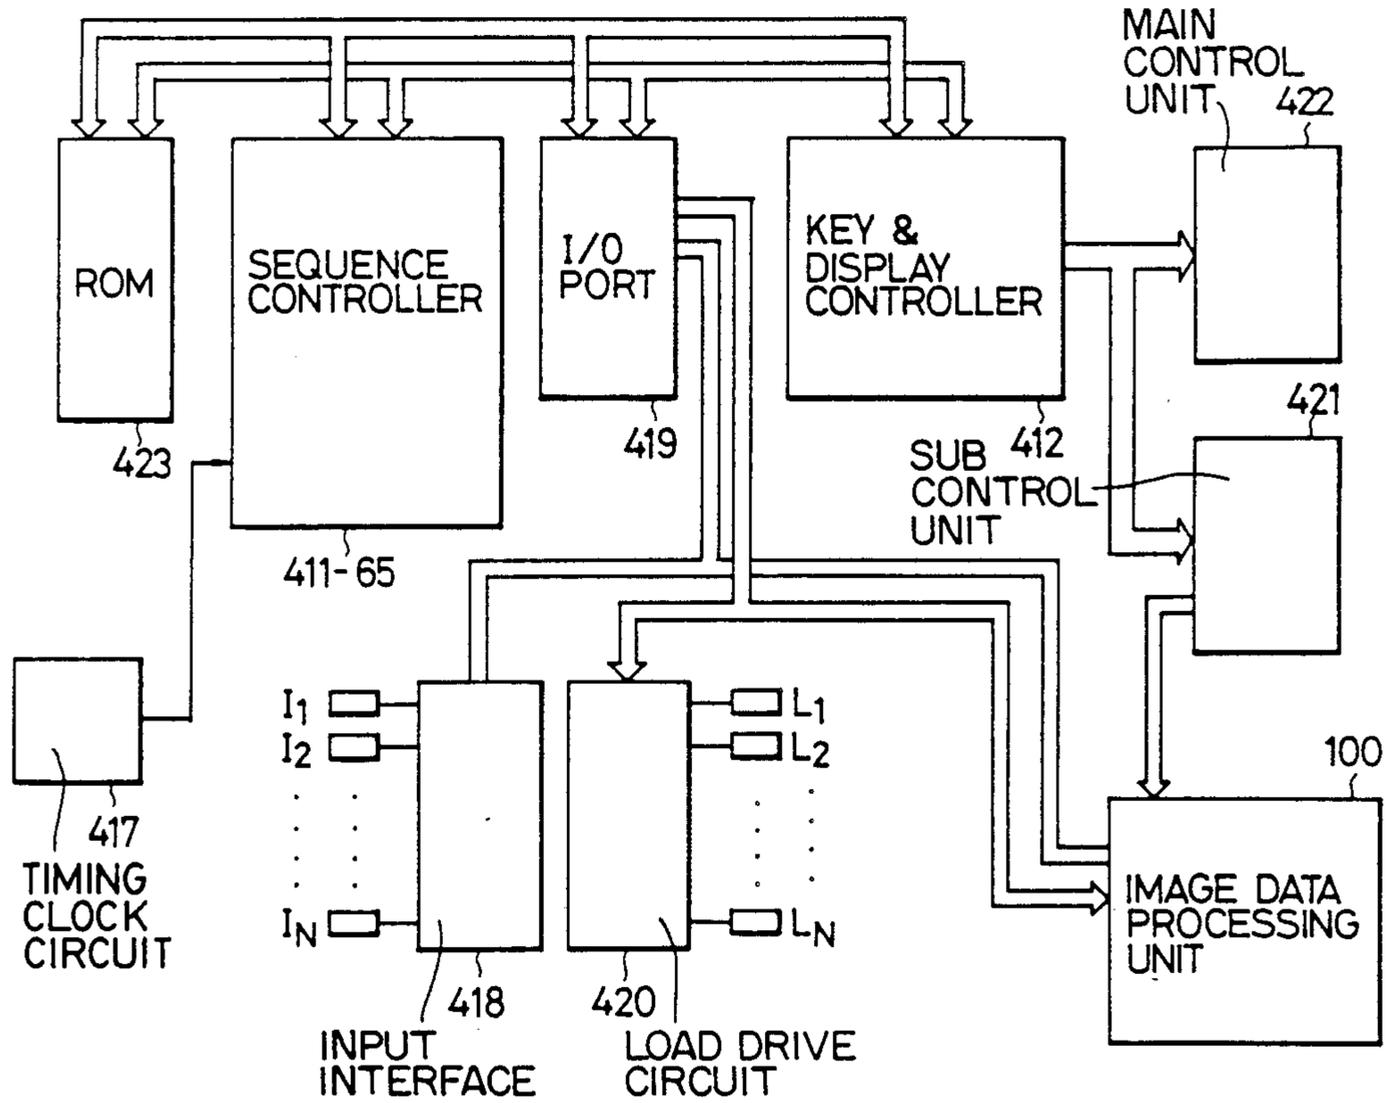 MAIN
CONTROL
UNIT
422
ROM
423
SEQUENCE
CONTROLLER
411-65
I/O
PORT
419
KEY &
DISPLAY
CONTROLLER
412
421
SUB
CONTROL
UNIT
417
TIMING
CLOCK
CIRCUIT
I1
I2
IN
418
INPUT
INTERFACE
L1
L2
LN
420
LOAD DRIVE
CIRCUIT
100
IMAGE DATA
PROCESSING
UNIT